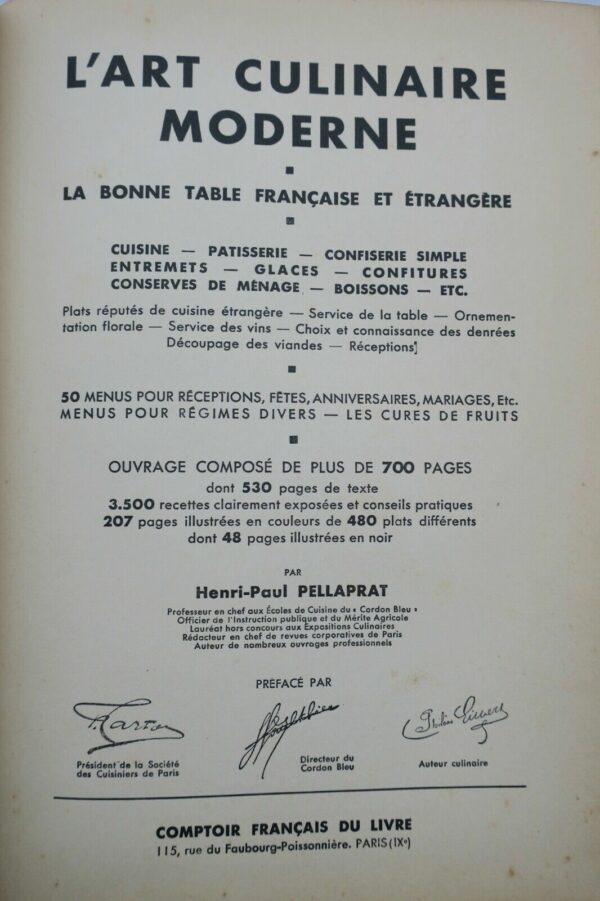 L'ART CULINAIRE
MODERNE
LA BONNE TABLE FRANÇAISE ET ÉTRANGÈRE
CUISINE — PATISSERIE — CONFISERIE SIMPLE
ENTREMETS — GLACES — CONFITURES
CONSERVES DE MÉNAGE — BOISSONS — ETC.
Plats réputés de cuisine étrangère — Service de la table — Ornemen-
tation florale — Service des vins — Choix et connaissance des denrées
Découpage des viandes — Réceptions]
50 MENUS POUR RÉCEPTIONS, FÊTES, ANNIVERSAIRES, MARIAGES, Etc.
MENUS POUR RÉGIMES DIVERS — LES CURES DE FRUITS
OUVRAGE COMPOSÉ DE PLUS DE 700 PAGES
dont 530 pages de texte
3.500 recettes clairement exposées et conseils pratiques
207 pages illustrées en couleurs de 480 plats différents
dont 48 pages illustrées en noir
PAR
Henri-Paul PELLAPRAT
Professeur en chef aux Écoles de Cuisine du « Cordon Bleu »
Officier de l'Instruction publique et du Mérite Agricole
Lauréat hors concours aux Expositions Culinaires
Rédacteur en chef de revues corporatives de Paris
Auteur de nombreux ouvrages professionnels
PREFACÉ PAR
Président de la Société
des Cuisiniers de Paris
Directeur du
Cordon Bleu
Auteur culinaire
COMPTOIR FRANÇAIS DU LIVRE
115, rue du Faubourg-Poissonnière. PARIS (IXᵉ)